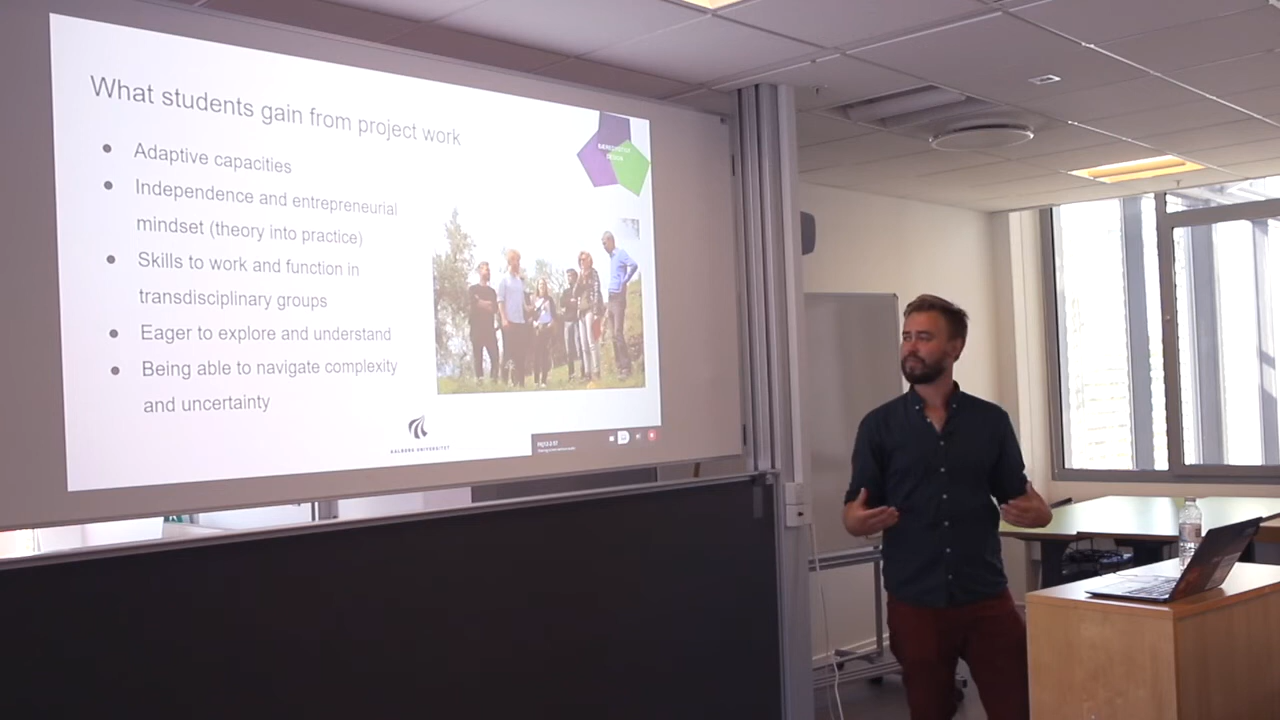 What students gain from project work
Adaptive capacities
Independence and entrepreneurial
mindset (theory into practice)
Skills to work and function in
transdisciplinary groups
Eager to explore and understand
Being able to navigate complexity
and uncertainty
AALBORG UNIVERSITET